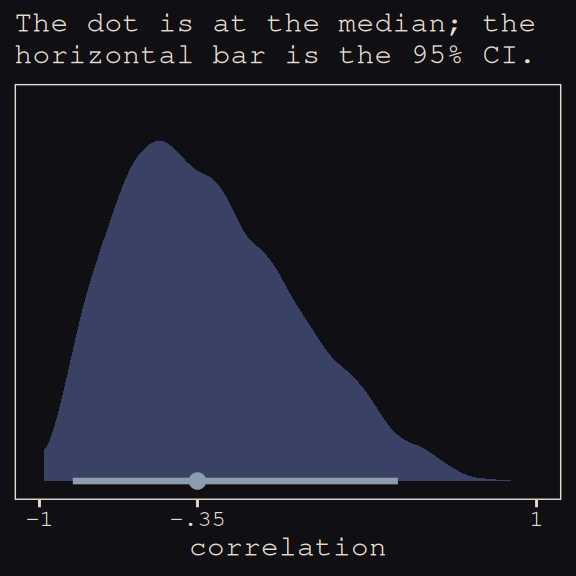 The dot is at the median; the
horizontal bar is the 95% CI.
-1 -.35 1
correlation